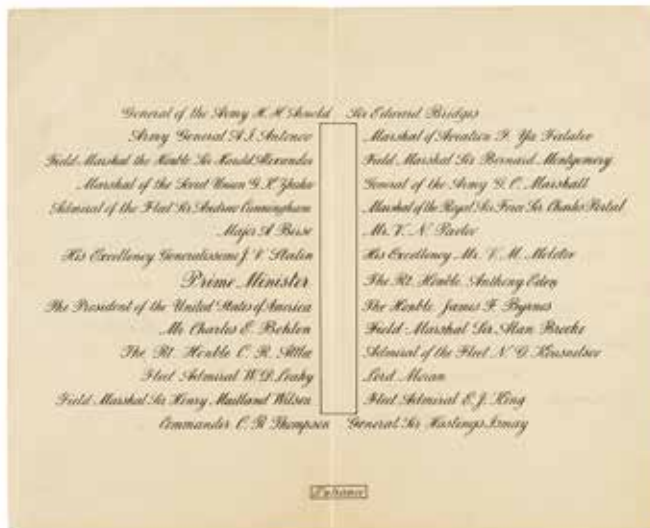 General of the Army H. H. Arnold
Army General A. I. Antonov
Field-Marshal the Honble Sir Harold Alexander
Marshal of the Soviet Union G. K. Zhukov
Admiral of the Fleet Sir Andrew Cunningham
Major A Birse
His Excellency Generalissimo J. V. Stalin
Prime Minister
The President of the United States of America
Mr. Charles E. Bohlen
The Rt. Honble C. R. Attlee
Fleet Admiral W. D. Leahy
Field-Marshal Sir Henry Maitland Wilson
Commander C. R. Thompson
Sir Edward Bridges
Marshal of Aviation F. Ya Falalev
Field-Marshal Sir Bernard Montgomery
General of the Army G. C. Marshall
Marshal of the Royal Air Force Sir Charles Portal
Mr. V. N. Pavlov
His Excellency Mr. V. M. Molotov
The Rt. Honble Anthony Eden
The Honble James F Byrnes
Field-Marshal Sir Alan Brooke
Admiral of the Fleet N. G.
Lord Moran
Fleet Admiral E. J. King
General Sir Hastings Ismay